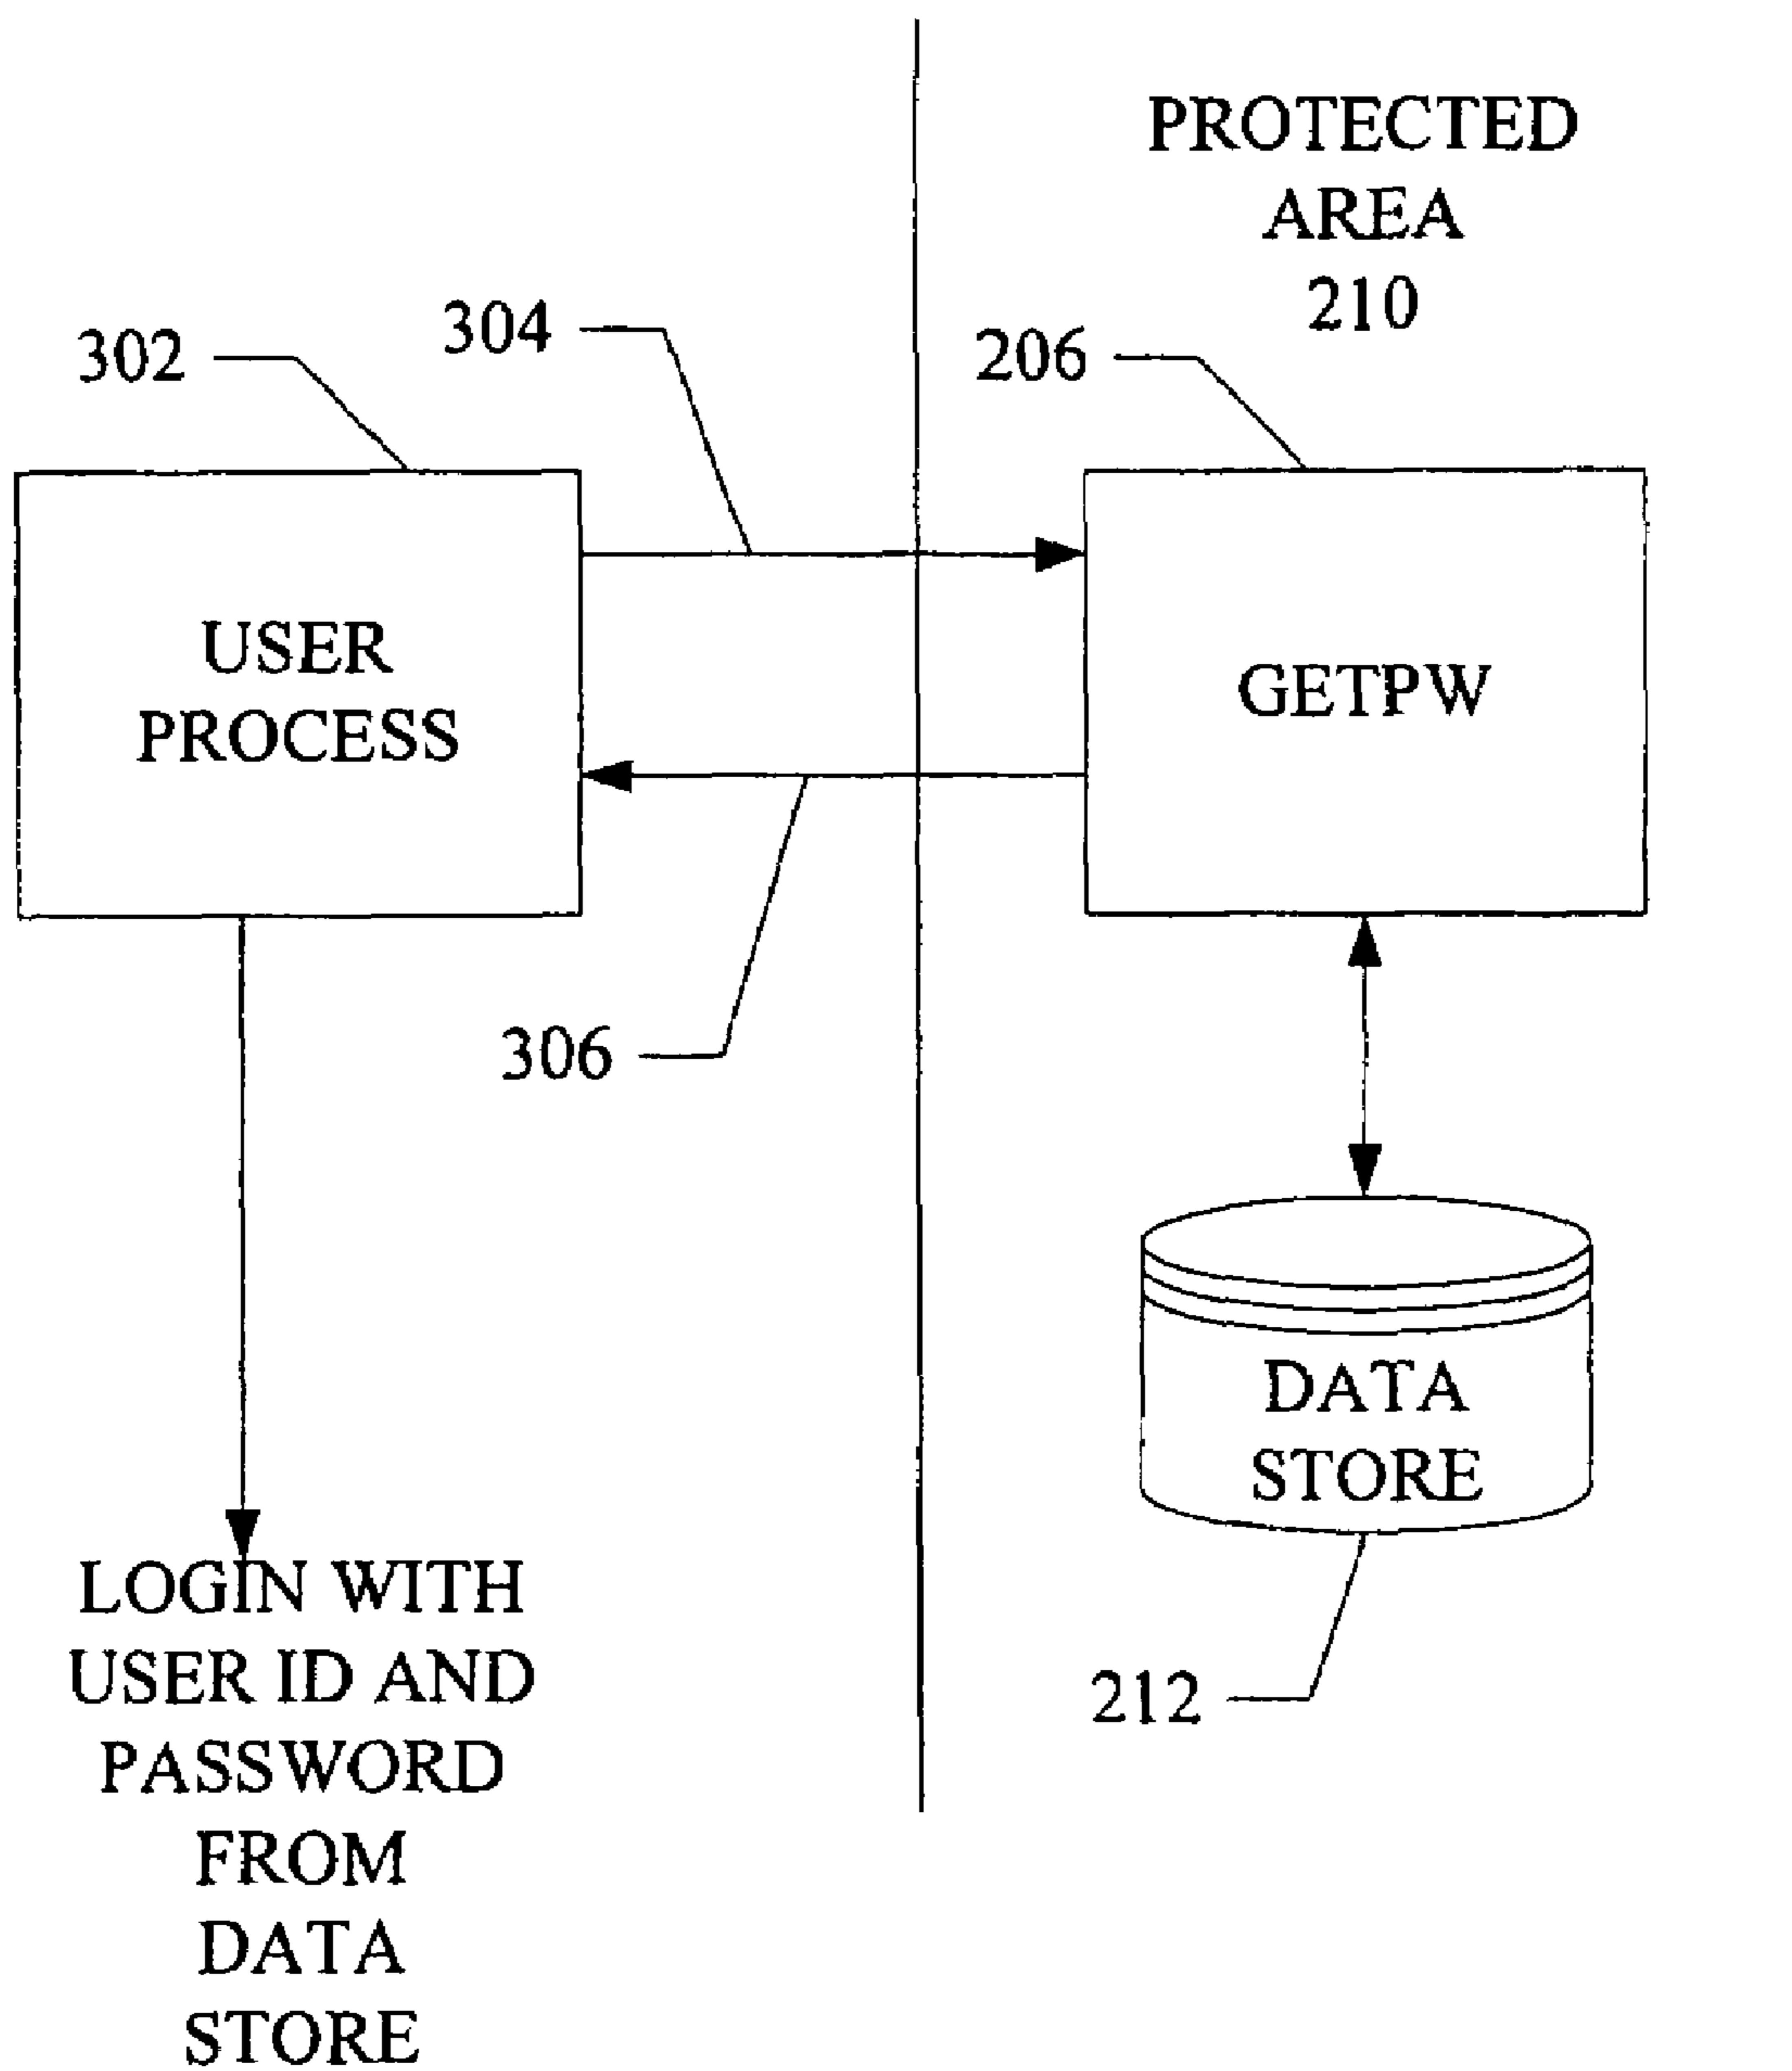 PROTECTED
AREA
210
302
304
206
USER
PROCESS
GETPW
306
DATA
STORE
212
LOGIN WITH
USER ID AND
PASSWORD
FROM
DATA
STORE